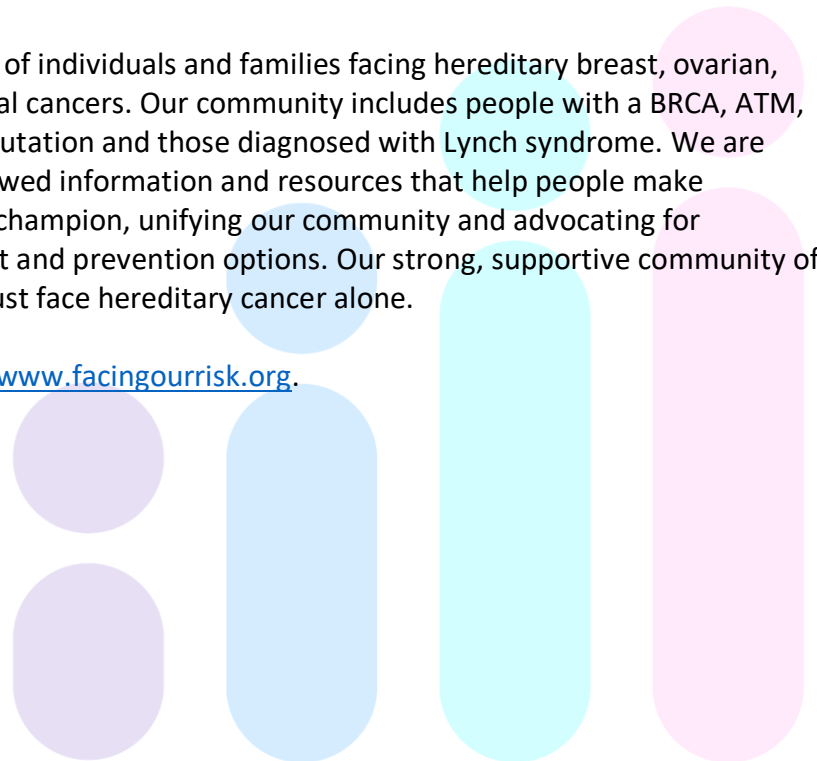 of individuals and families facing hereditary breast, ovarian,
al cancers. Our community includes people with a BRCA, ATM,
utation and those diagnosed with Lynch syndrome. We are
wed information and resources that help people make
champion, unifying our community and advocating for
t and prevention options. Our strong, supportive community of
ust face hereditary cancer alone.
www.facingourrisk.org.